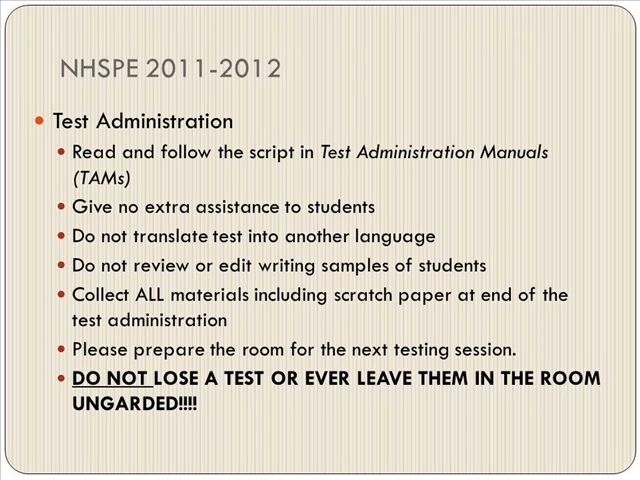 NHSPE 2011-2012
Test Administration
Read and follow the script in Test Administration Manuals
(TAMs)
Give no extra assistance to students
Do not translate test into another language
Do not review or edit writing samples of students
Collect ALL materials including scratch paper at end of the
test administration
Please prepare the room for the next testing session.
DO NOT LOSE A TEST OR EVER LEAVE THEM IN THE ROOM
UNGARDED!!!!